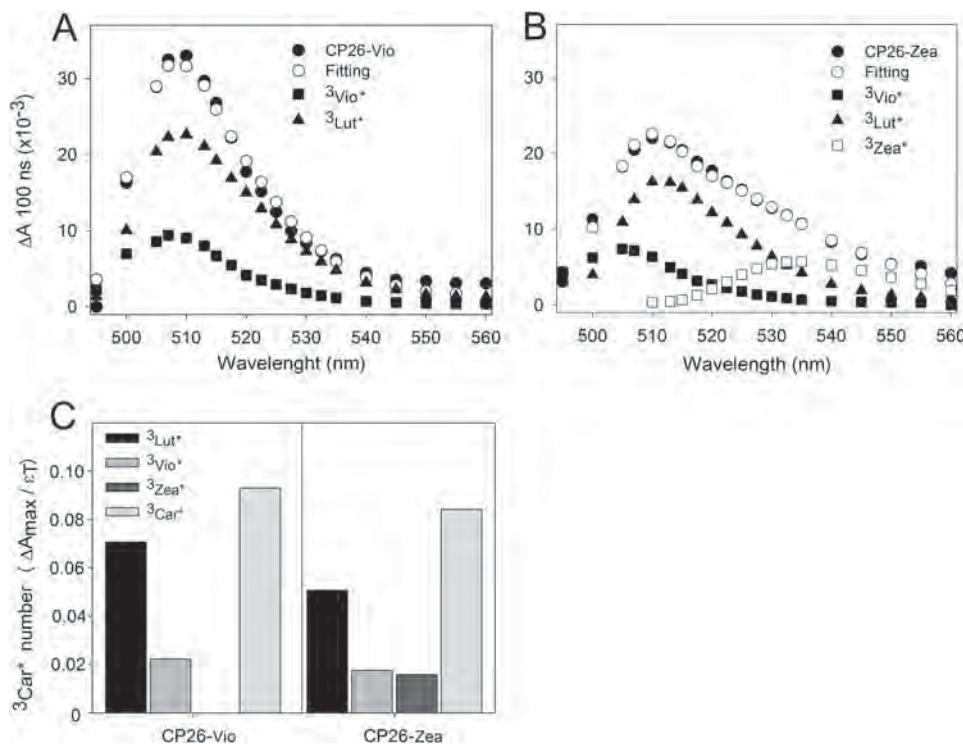 A
CP26-Vio
Fitting
3Vio*
3Lut*
ΔA 100 ns (x10-3)
30
20
10
0
500 510 520 530 540 550 560
Wavelenght (nm)
B
CP26-Zea
Fitting
3Vio*
3Lut*
3Zea*
30
20
10
0
500 510 520 530 540 550 560
Wavelength (nm)
C
3Lut*
3Vio*
3Zea*
3Car*
3Car* number (ΔAmax / εT)
0.10
0.08
0.06
0.04
0.02
0
CP26-Vio CP26-Zea